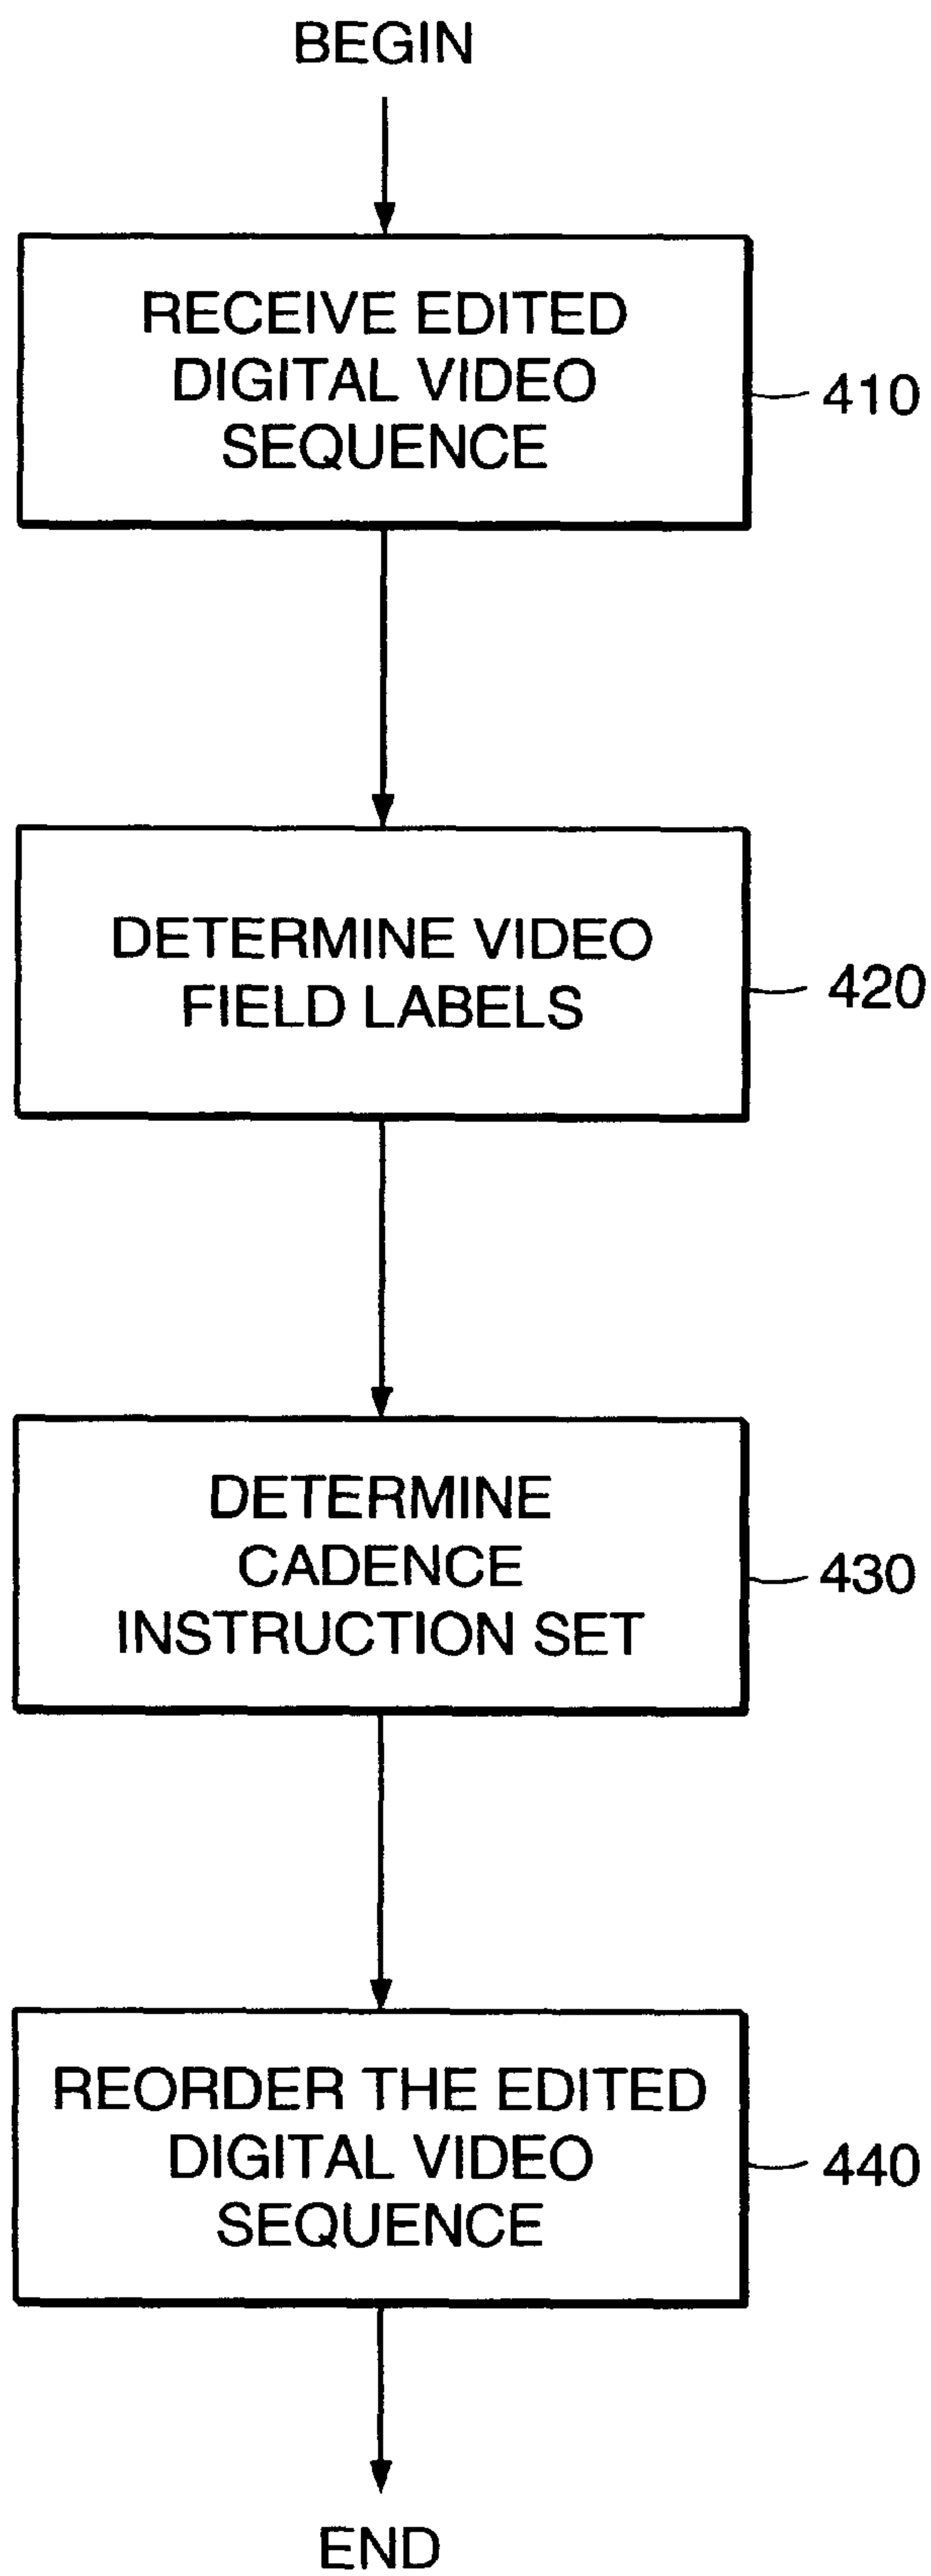 BEGIN
RECEIVE EDITED
DIGITAL VIDEO
SEQUENCE
410
DETERMINE VIDEO
FIELD LABELS
420
DETERMINE
CADENCE
INSTRUCTION SET
430
REORDER THE EDITED
DIGITAL VIDEO
SEQUENCE
440
END